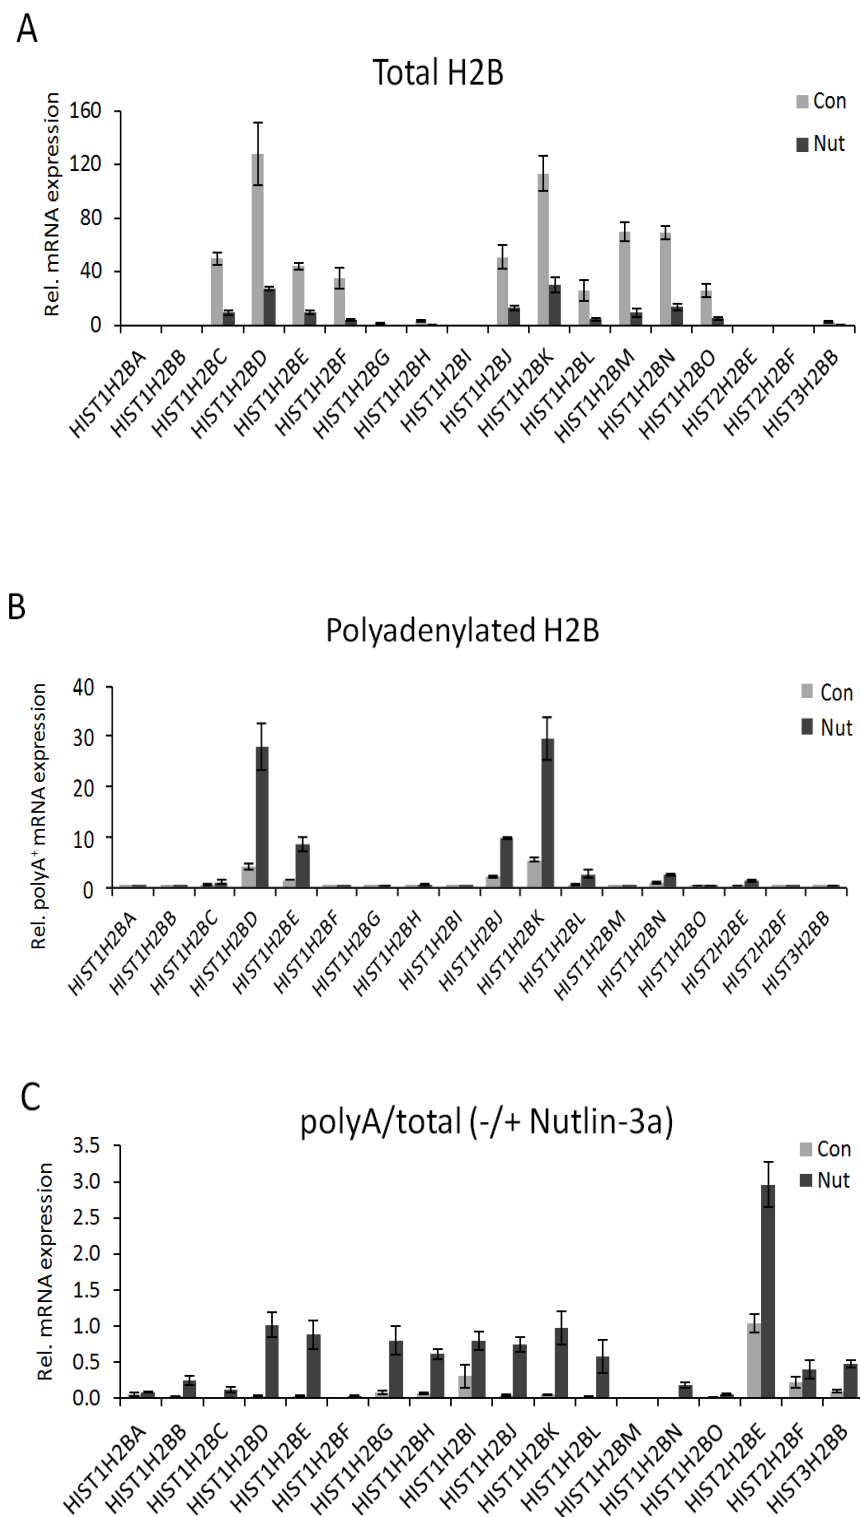 A
Total H2B
Con
Nut
Rel. mRNA expression
160
120
80
40
0
HIST1H2BA
HIST1H2BB
HIST1H2BC
HIST1H2BD
HIST1H2BE
HIST1H2BF
HIST1H2BG
HIST1H2BH
HIST1H2BI
HIST1H2BJ
HIST1H2BK
HIST1H2BL
HIST1H2BM
HIST1H2BN
HIST1H2BO
HIST2H2BE
HIST2H2BF
HIST3H2BB
B
Polyadenylated H2B
Con
Nut
Rel. polyA⁺ mRNA expression
40
30
20
10
0
HIST1H2BA
HIST1H2BB
HIST1H2BC
HIST1H2BD
HIST1H2BE
HIST1H2BF
HIST1H2BG
HIST1H2BH
HIST1H2BI
HIST1H2BJ
HIST1H2BK
HIST1H2BL
HIST1H2BM
HIST1H2BN
HIST1H2BO
HIST2H2BE
HIST2H2BF
HIST3H2BB
C
polyA/total (-/+ Nutlin-3a)
Con
Nut
Rel. mRNA expression
3.5
3.0
2.5
2.0
1.5
1.0
0.5
0.0
HIST1H2BA
HIST1H2BB
HIST1H2BC
HIST1H2BD
HIST1H2BE
HIST1H2BF
HIST1H2BG
HIST1H2BH
HIST1H2BI
HIST1H2BJ
HIST1H2BK
HIST1H2BL
HIST1H2BM
HIST1H2BN
HIST1H2BO
HIST2H2BE
HIST2H2BF
HIST3H2BB